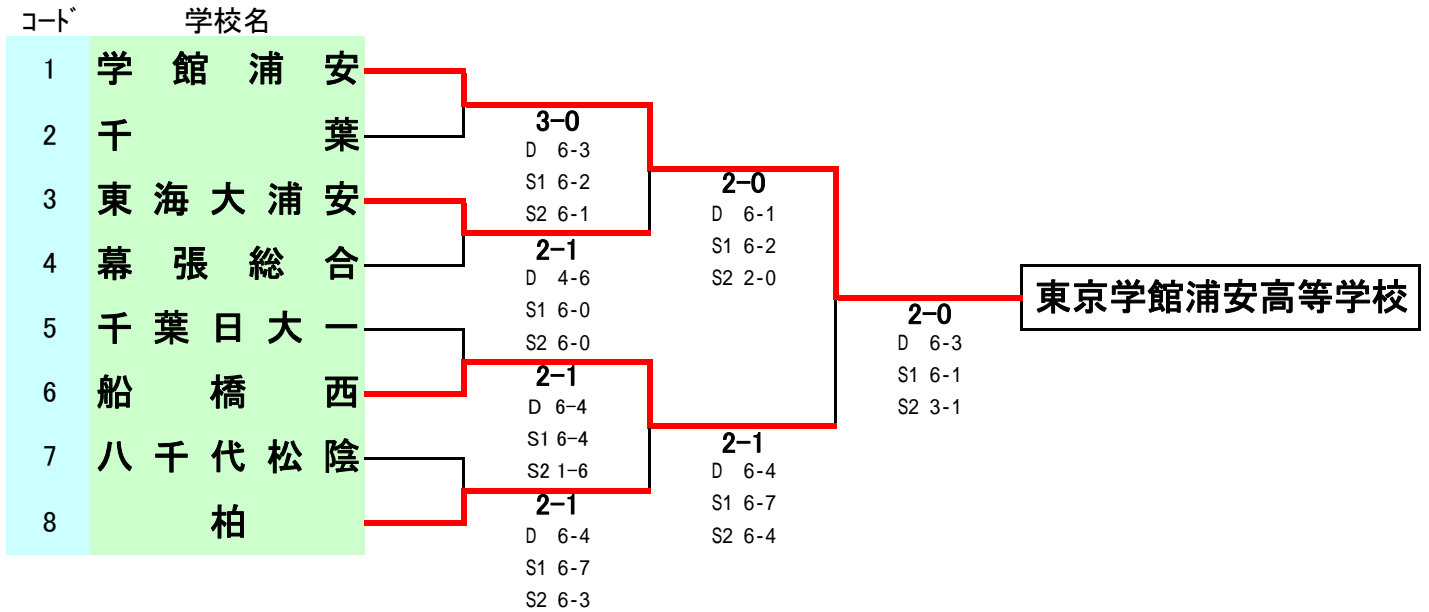 コード 学校名
1 学館浦安
2 千葉
3 東海大浦安
4 幕張総合
5 千葉日大一
6 船橋西
7 八千代松陰
8 柏
3-0
D 6-3
S1 6-2
S2 6-1
2-1
D 4-6
S1 6-0
S2 6-0
2-1
D 6-4
S1 6-4
S2 1-6
2-1
D 6-4
S1 6-7
S2 6-3
2-0
D 6-1
S1 6-2
S2 2-0
2-1
D 6-4
S1 6-7
S2 6-4
2-0
D 6-3
S1 6-1
S2 3-1
東京学館浦安高等学校